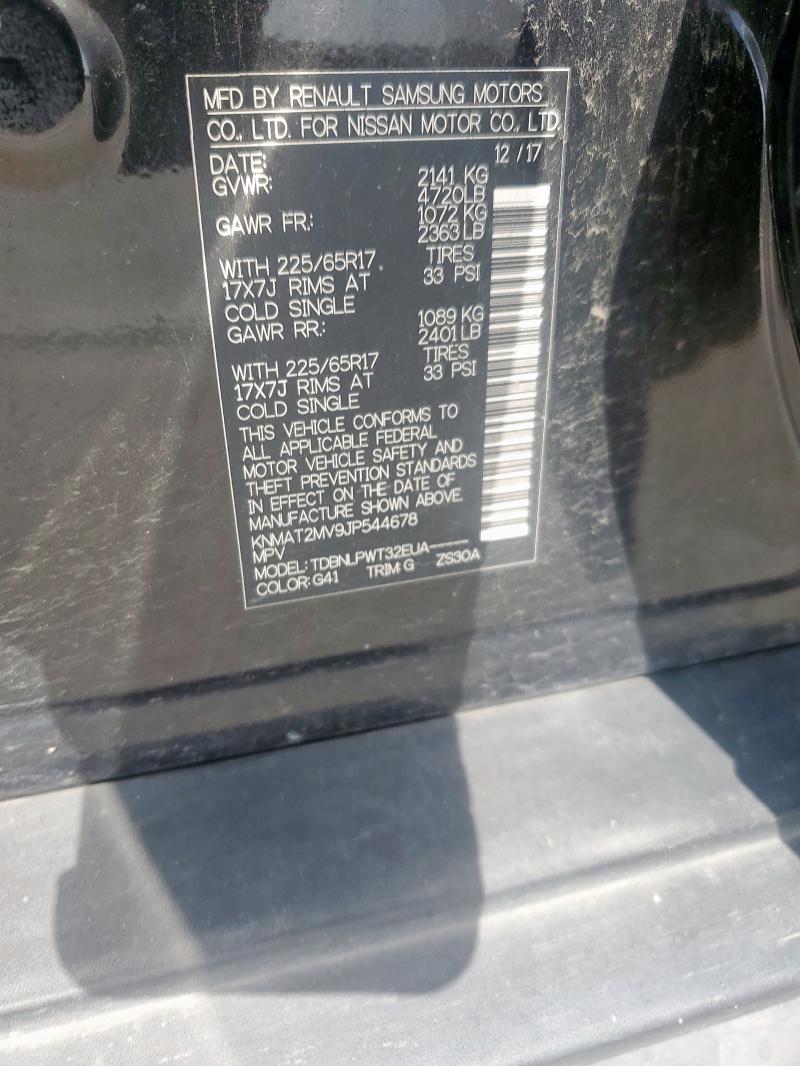 MFD BY RENAULT SAMSUNG MOTORS
CO., LTD. FOR NISSAN MOTOR CO., LTD
DATE: 12 / 17
GVWR: 2141 KG
4720LB
GAWR FR.: 1072 KG
2363 LB
WITH 225/65R17 TIRES
17X7J RIMS AT 33 PSI
COLD SINGLE
GAWR RR.: 1089 KG
2401 LB
WITH 225/65R17 TIRES
17X7J RIMS AT 33 PSI
COLD SINGLE
THIS VEHICLE CONFORMS TO
ALL APPLICABLE FEDERAL
MOTOR VEHICLE SAFETY AND
THEFT PREVENTION STANDARDS
IN EFFECT ON THE DATE OF
MANUFACTURE SHOWN ABOVE.
KNMAT2MV9JP544678
MPV
MODEL: TDBNLPWT32EUA-----
COLOR: G41 TRIM: G ZS30A